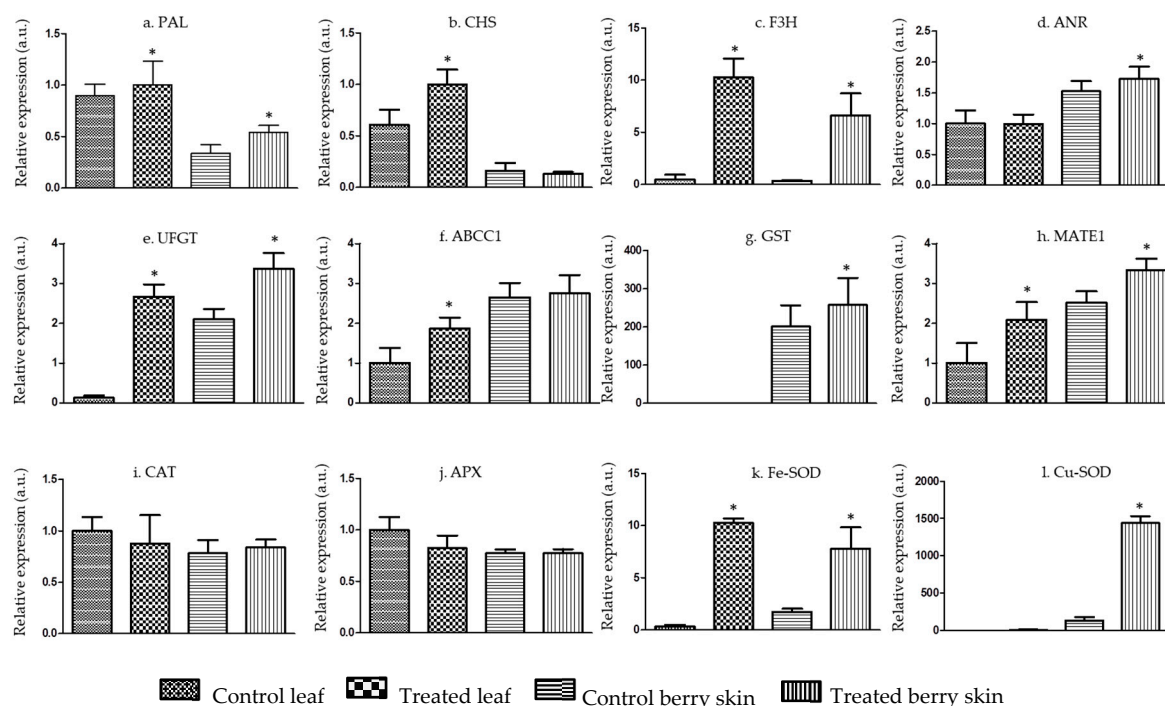 a. PAL
Relative expression (a.u.)
1.5
1.0
0.5
0.0
*
*
b. CHS
Relative expression (a.u.)
1.5
1.0
0.5
0.0
*
c. F3H
Relative expression (a.u.)
15
10
5
0
*
*
d. ANR
Relative expression (a.u.)
2.5
2.0
1.5
1.0
0.5
0.0
*
e. UFGT
Relative expression (a.u.)
4
3
2
1
0
*
*
f. ABCC1
Relative expression (a.u.)
4
3
2
1
0
*
g. GST
Relative expression (a.u.)
400
300
200
100
0
*
h. MATE1
Relative expression (a.u.)
4
3
2
1
0
*
*
i. CAT
Relative expression (a.u.)
1.5
1.0
0.5
0.0
j. APX
Relative expression (a.u.)
1.5
1.0
0.5
0.0
k. Fe-SOD
Relative expression (a.u.)
15
10
5
0
*
*
l. Cu-SOD
Relative expression (a.u.)
2000
1500
1000
500
0
*
Control leaf Treated leaf Control berry skin Treated berry skin